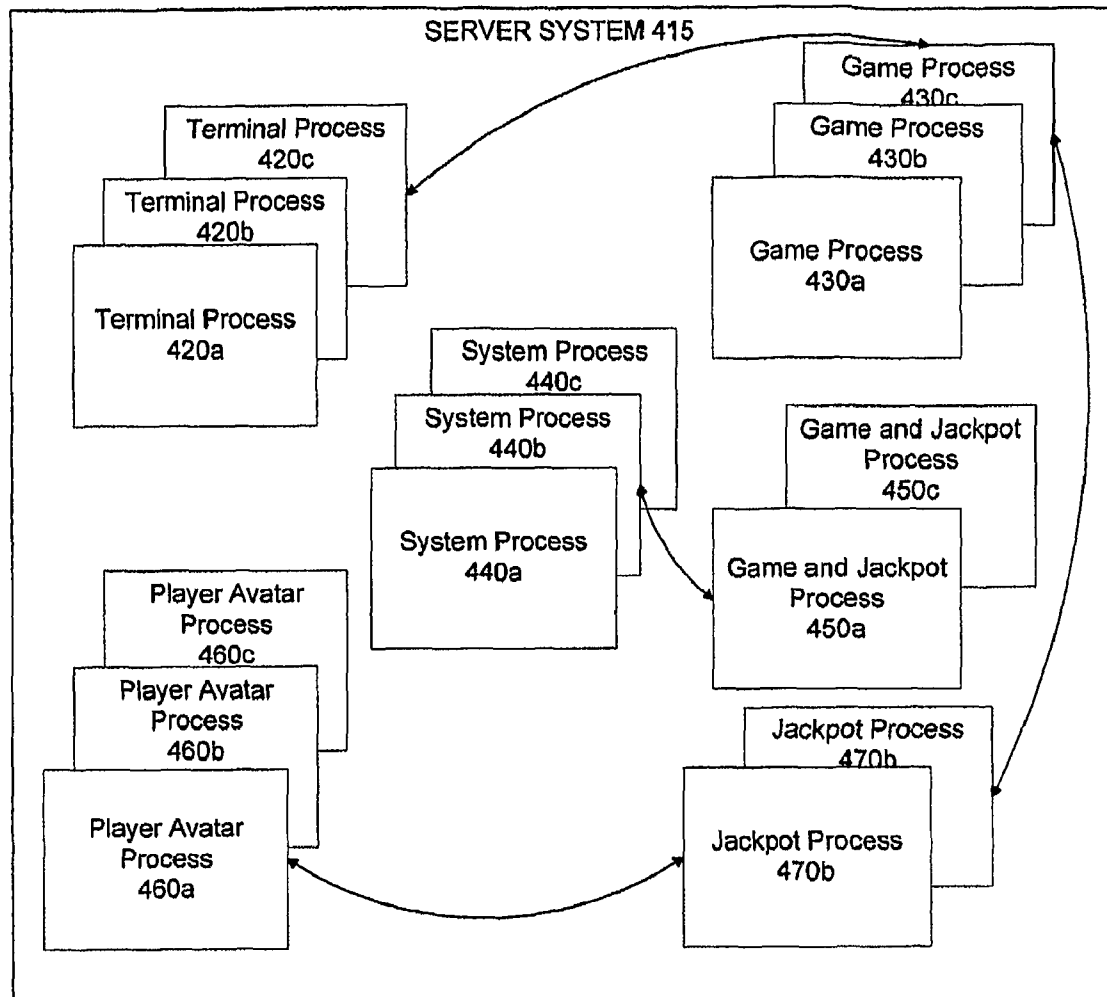 SERVER SYSTEM 415
Terminal Process
420c
Terminal Process
420b
Terminal Process
420a
Game Process
430c
Game Process
430b
Game Process
430a
System Process
440c
System Process
440b
System Process
440a
Game and Jackpot
Process
450c
Game and Jackpot
Process
450a
Player Avatar
Process
460c
Player Avatar
Process
460b
Player Avatar
Process
460a
Jackpot Process
470b
Jackpot Process
470b